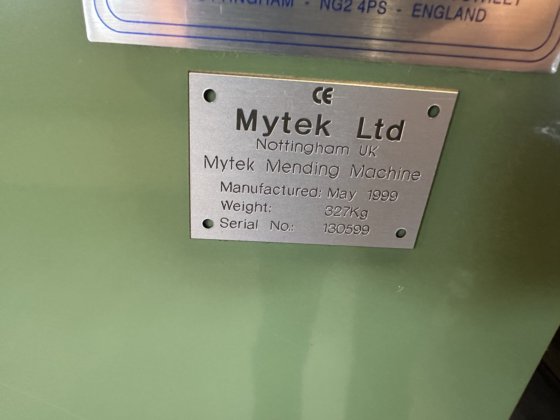 NG2 4PS - ENGLAND
CE
Mytek Ltd
Nottingham UK
Mytek Mending Machine
Manufactured: May 1999
Weight: 327Kg
Serial No.: 130599